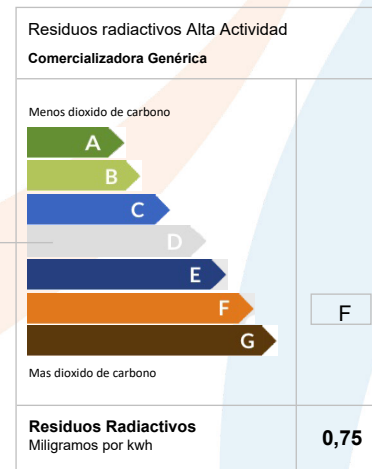 Residuos radiactivos Alta Actividad
Comercializadora Genérica
Menos dioxido de carbono
A
B
C
D
E
F
F
G
Mas dioxido de carbono
Residuos Radiactivos
Miligramos por kwh
0,75